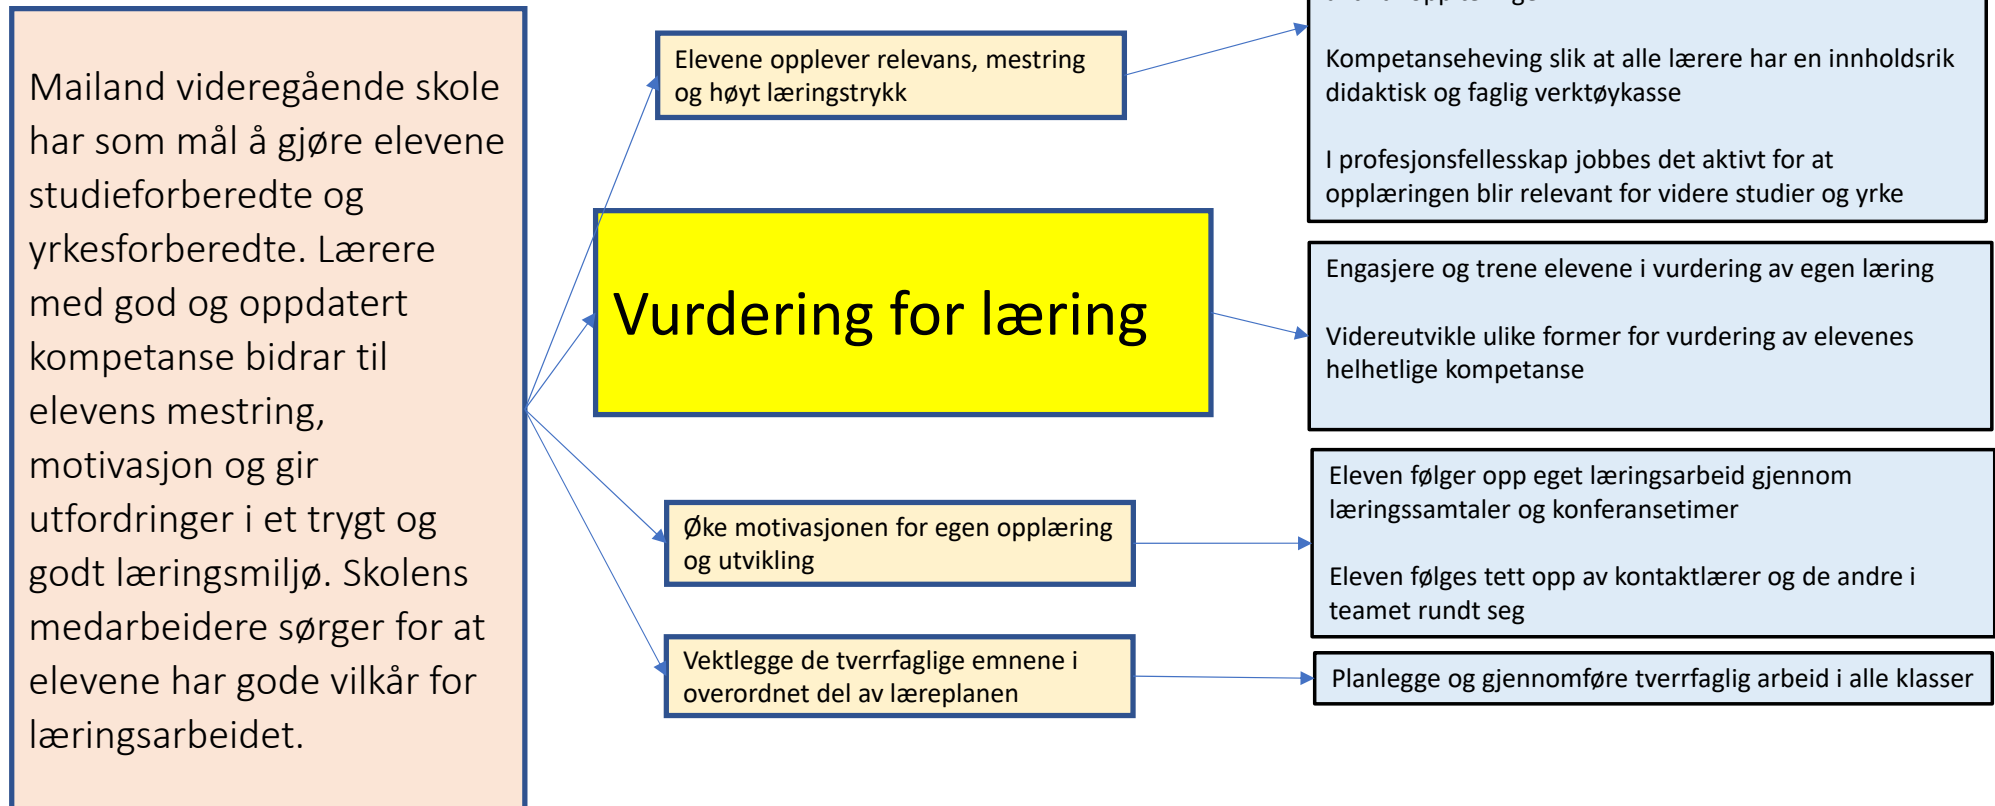 Mailand videregående skole
har som mål å gjøre elevene
studieforberedte og
yrkesforberedte. Lærere
med god og oppdatert
kompetanse bidrar til
elevens mestring,
motivasjon og gir
utfordringer i et trygt og
godt læringsmiljø. Skolens
medarbeidere sørger for at
elevene har gode vilkår for
læringsarbeidet.
Elevene opplever relevans, mestring
og høyt læringstrykk
Vurdering for læring
Øke motivasjonen for egen opplæring
og utvikling
Vektlegge de tverrfaglige emnene i
overordnet del av læreplanen
Kompetanseheving slik at alle lærere har en innholdsrik
didaktisk og faglig verktøykasse
I profesjonsfellesskap jobbes det aktivt for at
opplæringen blir relevant for videre studier og yrke
Engasjere og trene elevene i vurdering av egen læring
Videreutvikle ulike former for vurdering av elevenes
helhetlige kompetanse
Eleven følger opp eget læringsarbeid gjennom
læringssamtaler og konferansetimer
Eleven følges tett opp av kontaktlærer og de andre i
teamet rundt seg
Planlegge og gjennomføre tverrfaglig arbeid i alle klasser